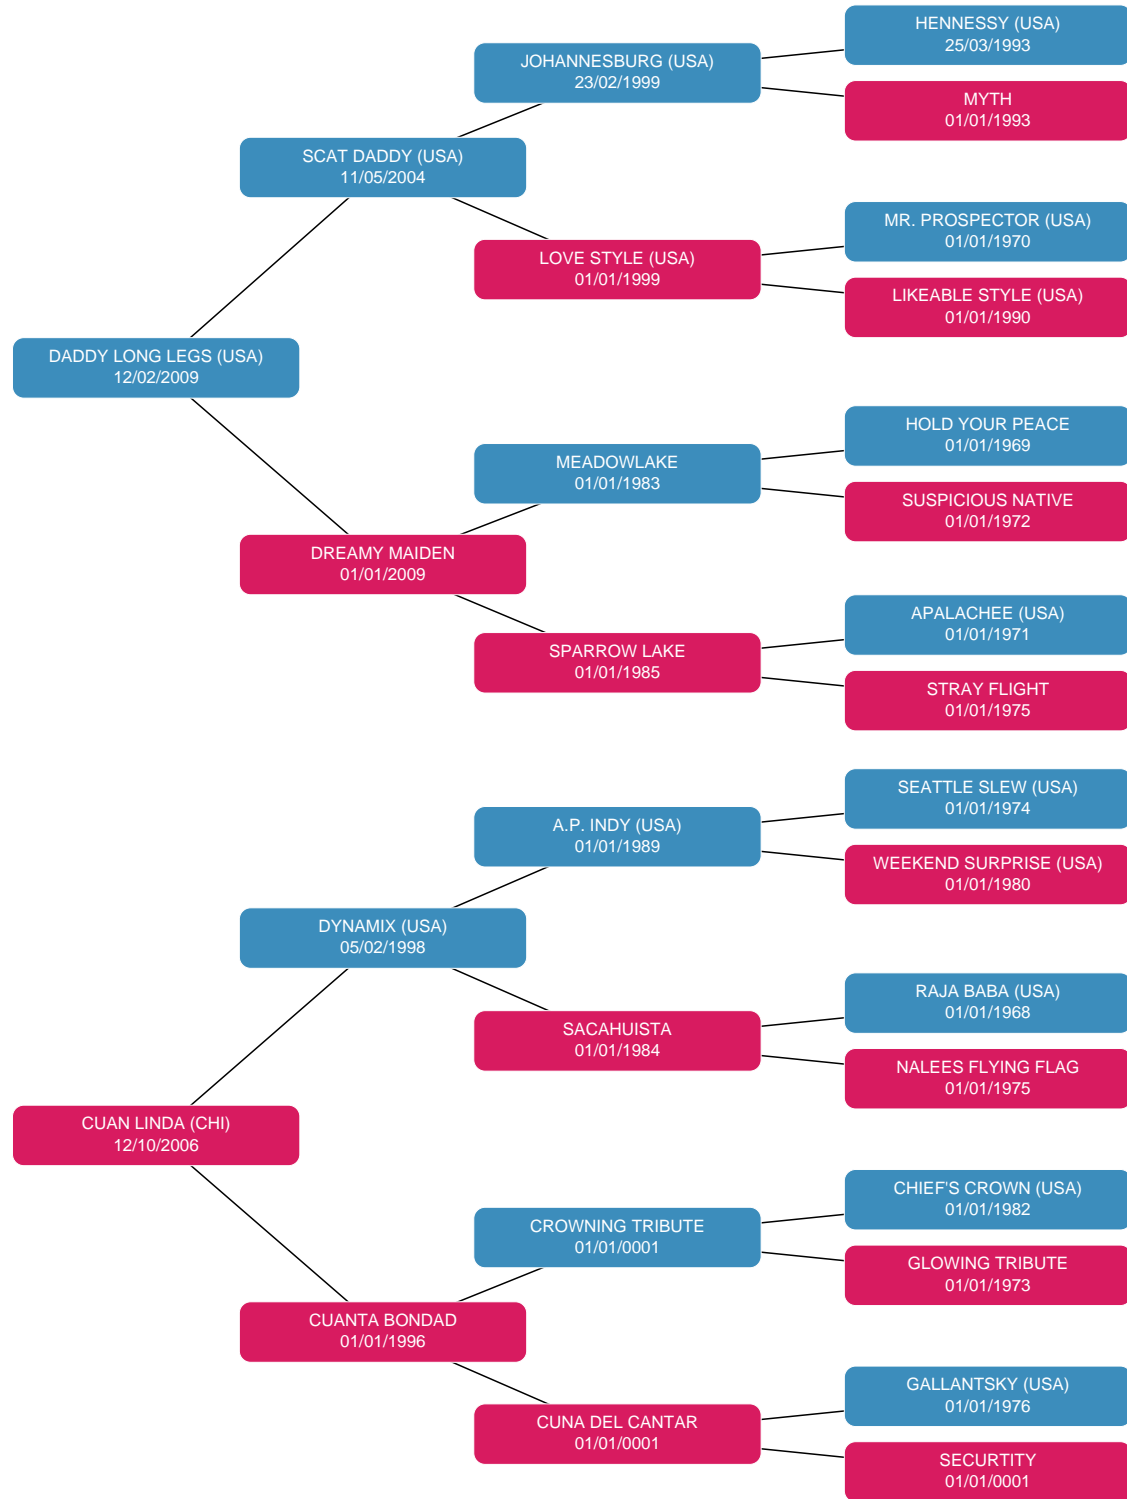 HENNESSY (USA)
25/03/1993
JOHANNESBURG (USA)
23/02/1999
MYTH
01/01/1993
SCAT DADDY (USA)
11/05/2004
MR. PROSPECTOR (USA)
01/01/1970
LOVE STYLE (USA)
01/01/1999
LIKEABLE STYLE (USA)
01/01/1990
DADDY LONG LEGS (USA)
12/02/2009
HOLD YOUR PEACE
01/01/1969
MEADOWLAKE
01/01/1983
SUSPICIOUS NATIVE
01/01/1972
DREAMY MAIDEN
01/01/2009
APALACHEE (USA)
01/01/1971
SPARROW LAKE
01/01/1985
STRAY FLIGHT
01/01/1975
SEATTLE SLEW (USA)
01/01/1974
A.P. INDY (USA)
01/01/1989
WEEKEND SURPRISE (USA)
01/01/1980
DYNAMIX (USA)
05/02/1998
RAJA BABA (USA)
01/01/1968
SACAHUISTA
01/01/1984
NALEES FLYING FLAG
01/01/1975
CUAN LINDA (CHI)
12/10/2006
CHIEF'S CROWN (USA)
01/01/1982
CROWNING TRIBUTE
01/01/0001
GLOWING TRIBUTE
01/01/1973
CUANTA BONDAD
01/01/1996
GALLANTSKY (USA)
01/01/1976
CUNA DEL CANTAR
01/01/0001
SECURTITY
01/01/0001